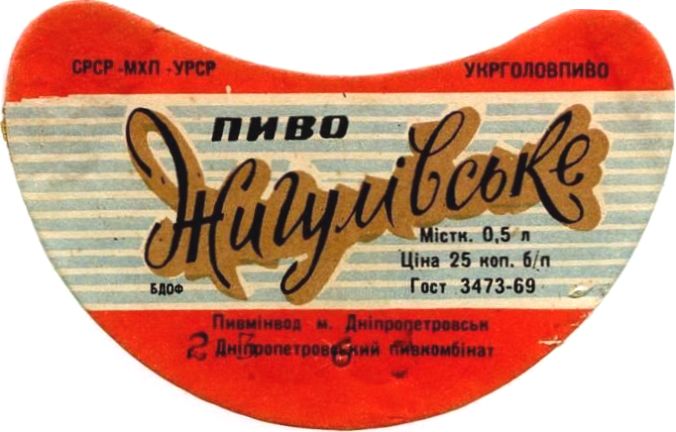 СРСР -МХП -УРСР
УКРГОЛОВПИВО
ПИВО
Жигулівське
Містк. 0,5 л
Ціна 25 коп. б/п
Гост 3473-69
БДОФ
Пивмінвод м. Дніпропетровськ
Дніпропетровський пивкомбінат